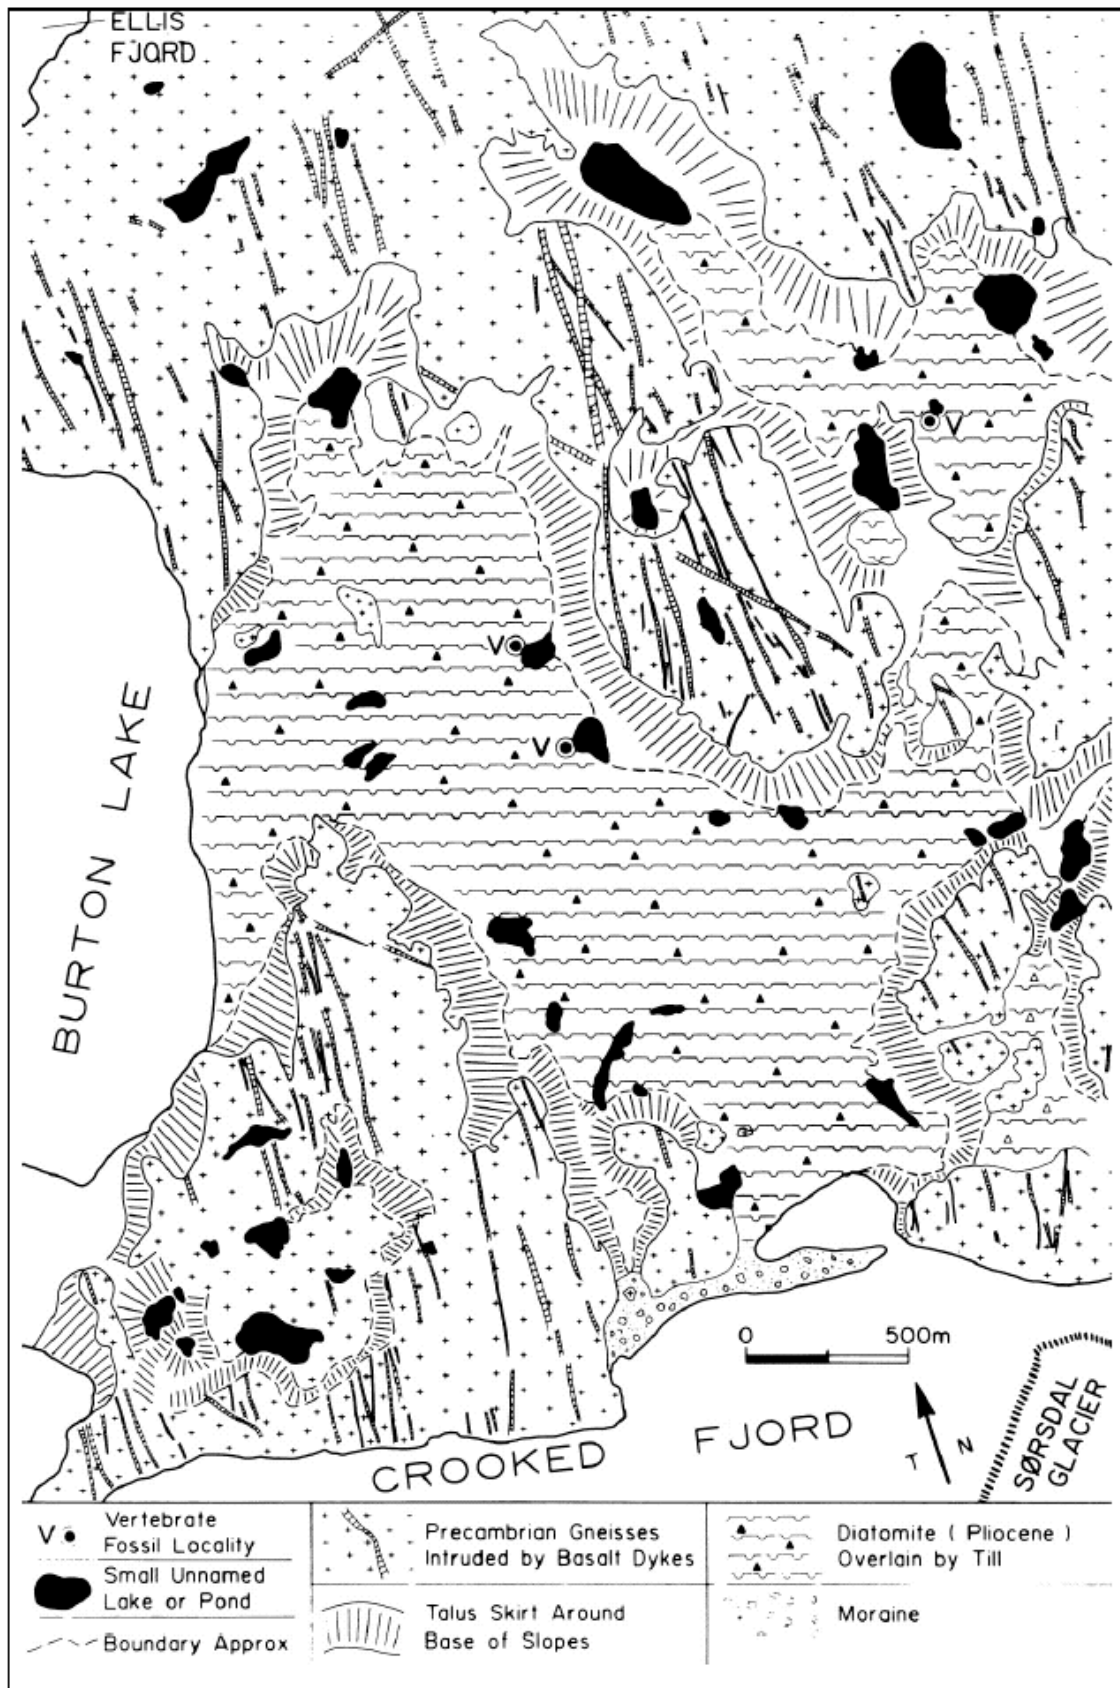 ELLIS
FJORD
V
V
V
BURTON LAKE
0 500m
CROOKED FJORD
T N
SØRSDAL
GLACIER
V Vertebrate
Fossil Locality
Small Unnamed
Lake or Pond
Boundary Approx
Precambrian Gneisses
Intruded by Basalt Dykes
Talus Skirt Around
Base of Slopes
Diatomite ( Pliocene )
Overlain by Till
Moraine